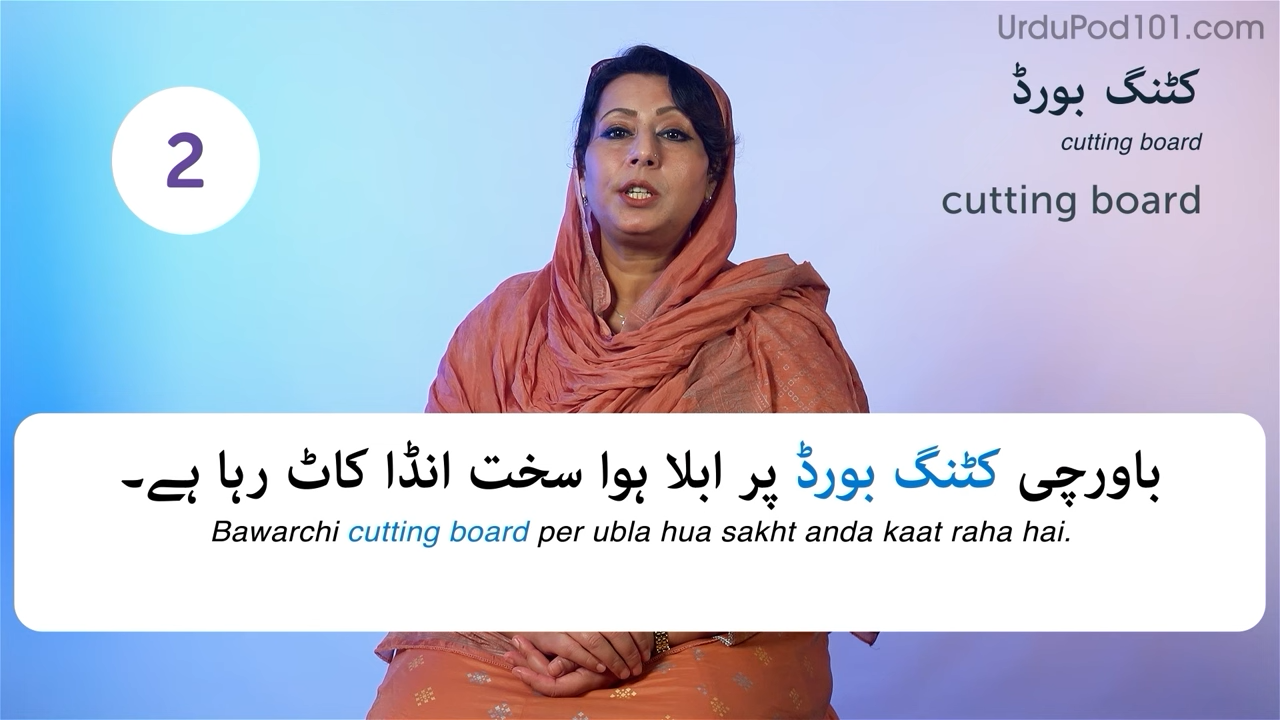 UrduPod101.com
2
کٹنگ بورڈ
cutting board
cutting board
باورچی کٹنگ بورڈ پر ابلا ہوا سخت انڈا کاٹ رہا ہے۔
Bawarchi cutting board per ubla hua sakht anda kaat raha hai.